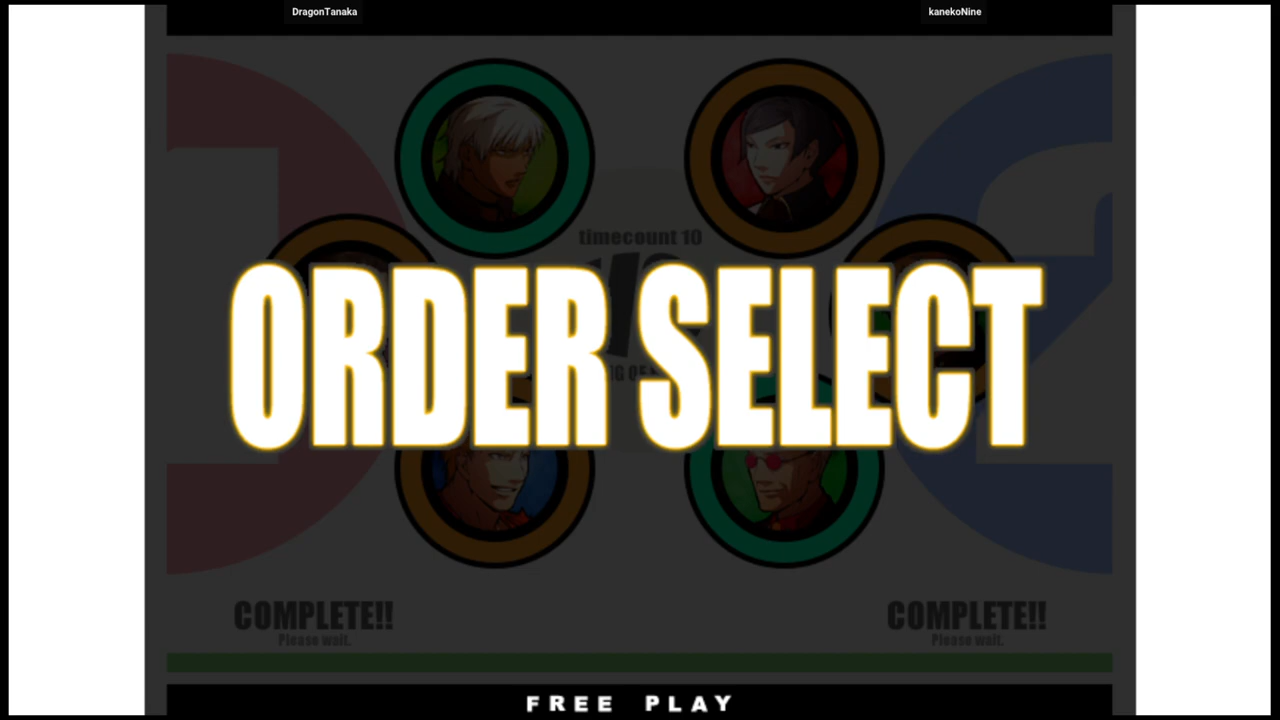 DragonTanaka
kanekoNine
timecount 10
ORDER SELECT
COMPLETE!!
Please wait.
COMPLETE!!
Please wait.
FREE PLAY